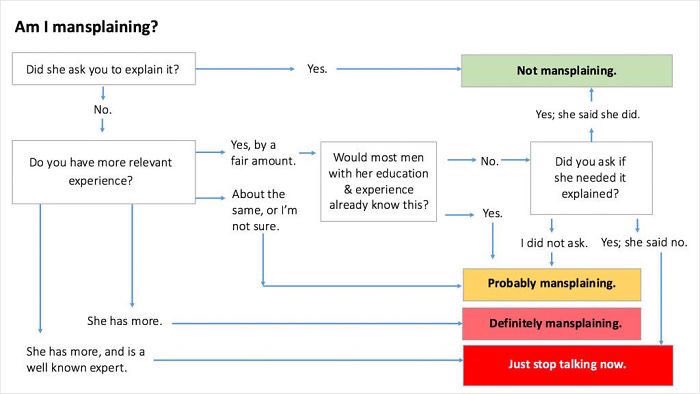 Am I mansplaining?
Did she ask you to explain it?
Yes.
Not mansplaining.
No.
Yes; she said she did.
Do you have more relevant
experience?
Yes, by a
fair amount.
Would most men
with her education
& experience
already know this?
No.
Did you ask if
she needed it
explained?
About the
same, or I'm
not sure.
Yes.
I did not ask.
Yes; she said no.
Probably mansplaining.
She has more.
Definitely mansplaining.
She has more, and is a
well known expert.
Just stop talking now.